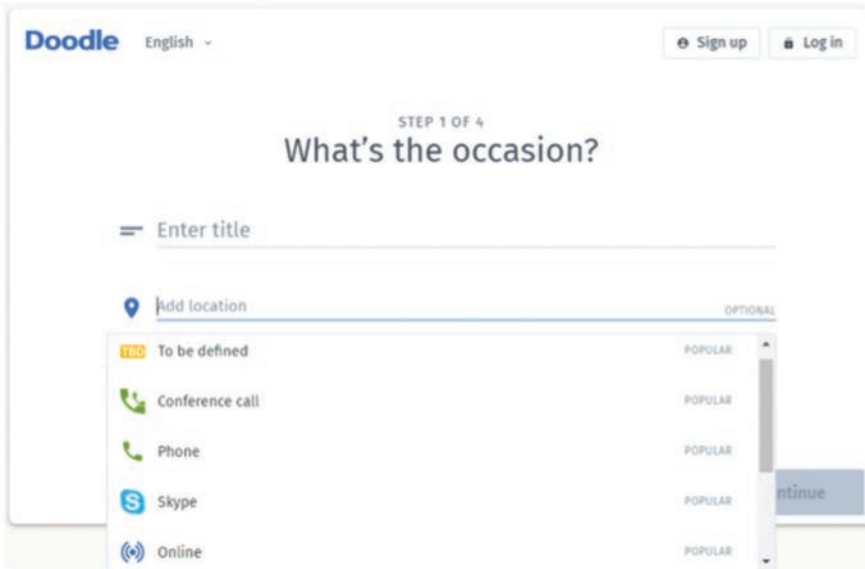 Doodle English Sign up Log in
STEP 1 OF 4
What's the occasion?
Enter title
Add location OPTIONAL
TBD To be defined POPULAR
Conference call POPULAR
Phone POPULAR
S Skype POPULAR
ntinue
Online POPULAR